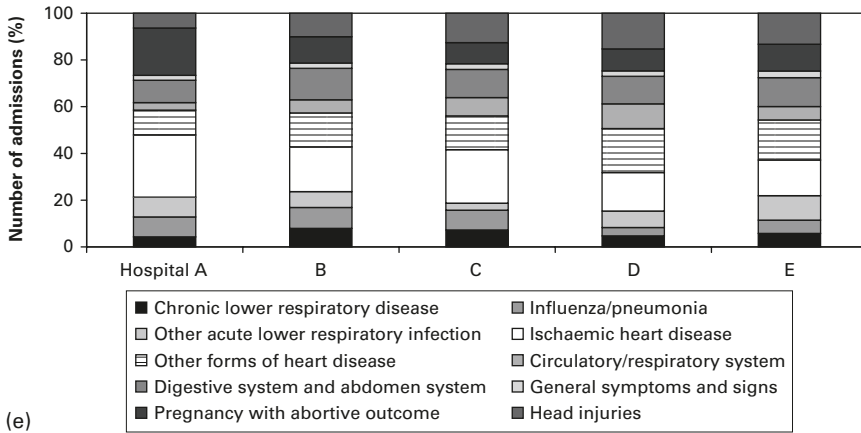 100
80
60
40
20
0
Number of admissions (%)
Hospital A B C D E
Chronic lower respiratory disease Influenza/pneumonia
Other acute lower respiratory infection Ischaemic heart disease
Other forms of heart disease Circulatory/respiratory system
Digestive system and abdomen system General symptoms and signs
Pregnancy with abortive outcome Head injuries
(e)